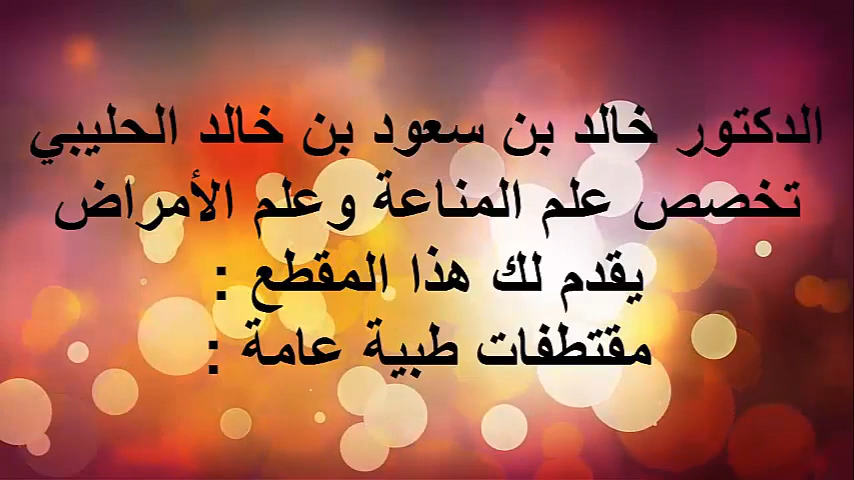 الدكتور خالد بن سعود بن خالد الحليبي
تخصص علم المناعة وعلم الأمراض
يقدم لك هذا المقطع :
مقتطفات طبية عامة :